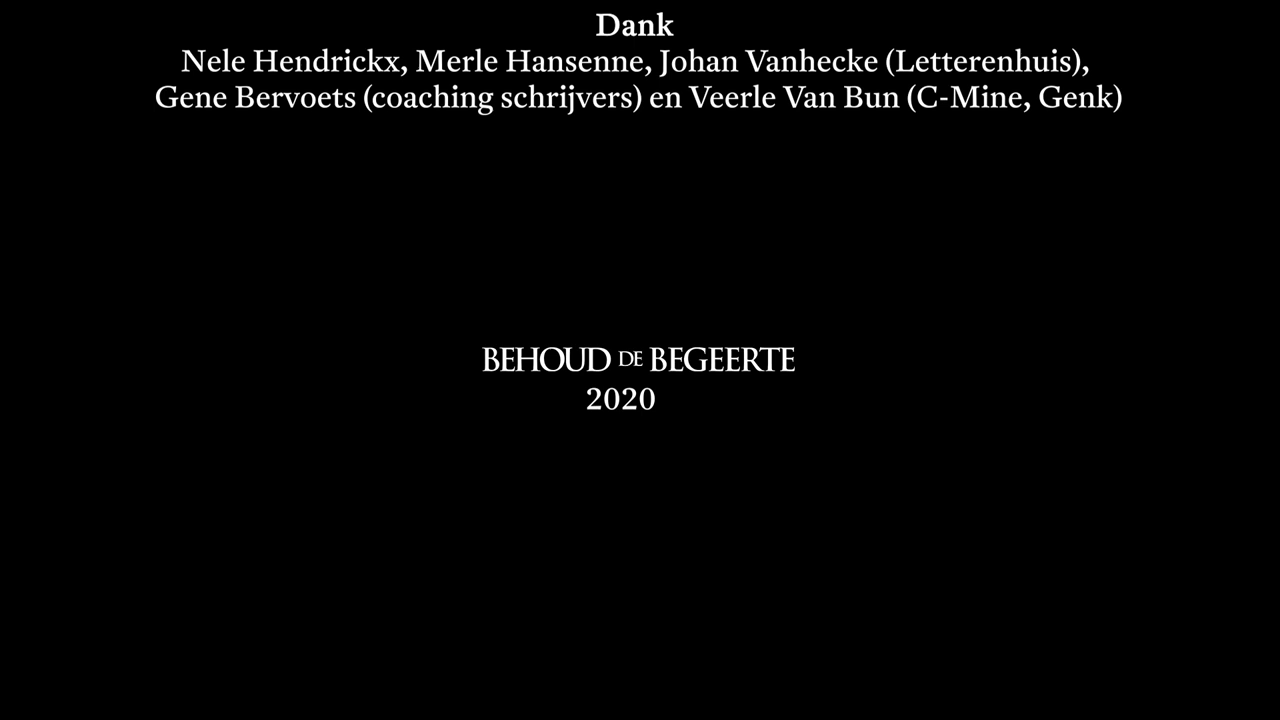 Dank
Nele Hendrickx, Merle Hansenne, Johan Vanhecke (Letterenhuis),
Gene Bervoets (coaching schrijvers) en Veerle Van Bun (C-Mine, Genk)
BEHOUD DE BEGEERTE
2020